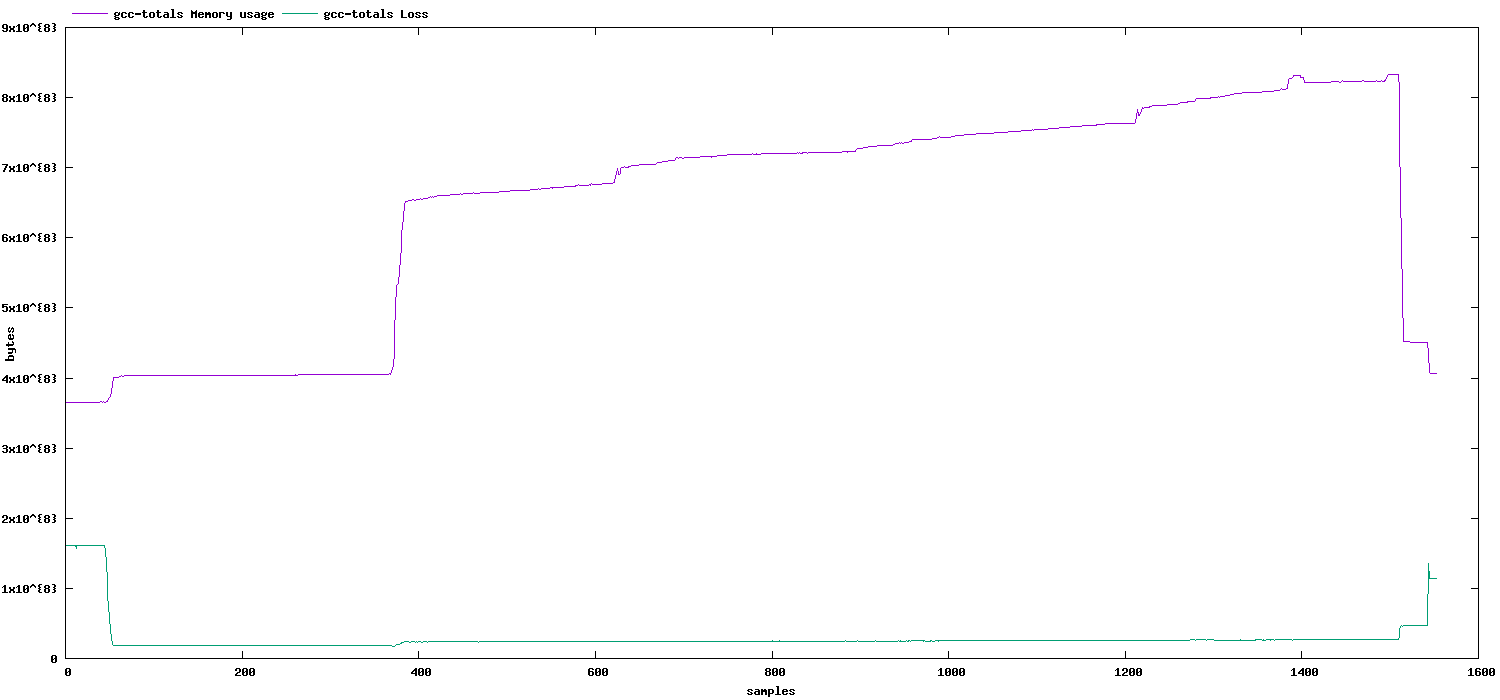 gcc-totals Memory usage gcc-totals Loss
9x10^{8}
8x10^{8}
7x10^{8}
6x10^{8}
5x10^{8}
4x10^{8}
3x10^{8}
2x10^{8}
1x10^{8}
0
bytes
0 200 400 600 800 1000 1200 1400 1600
samples